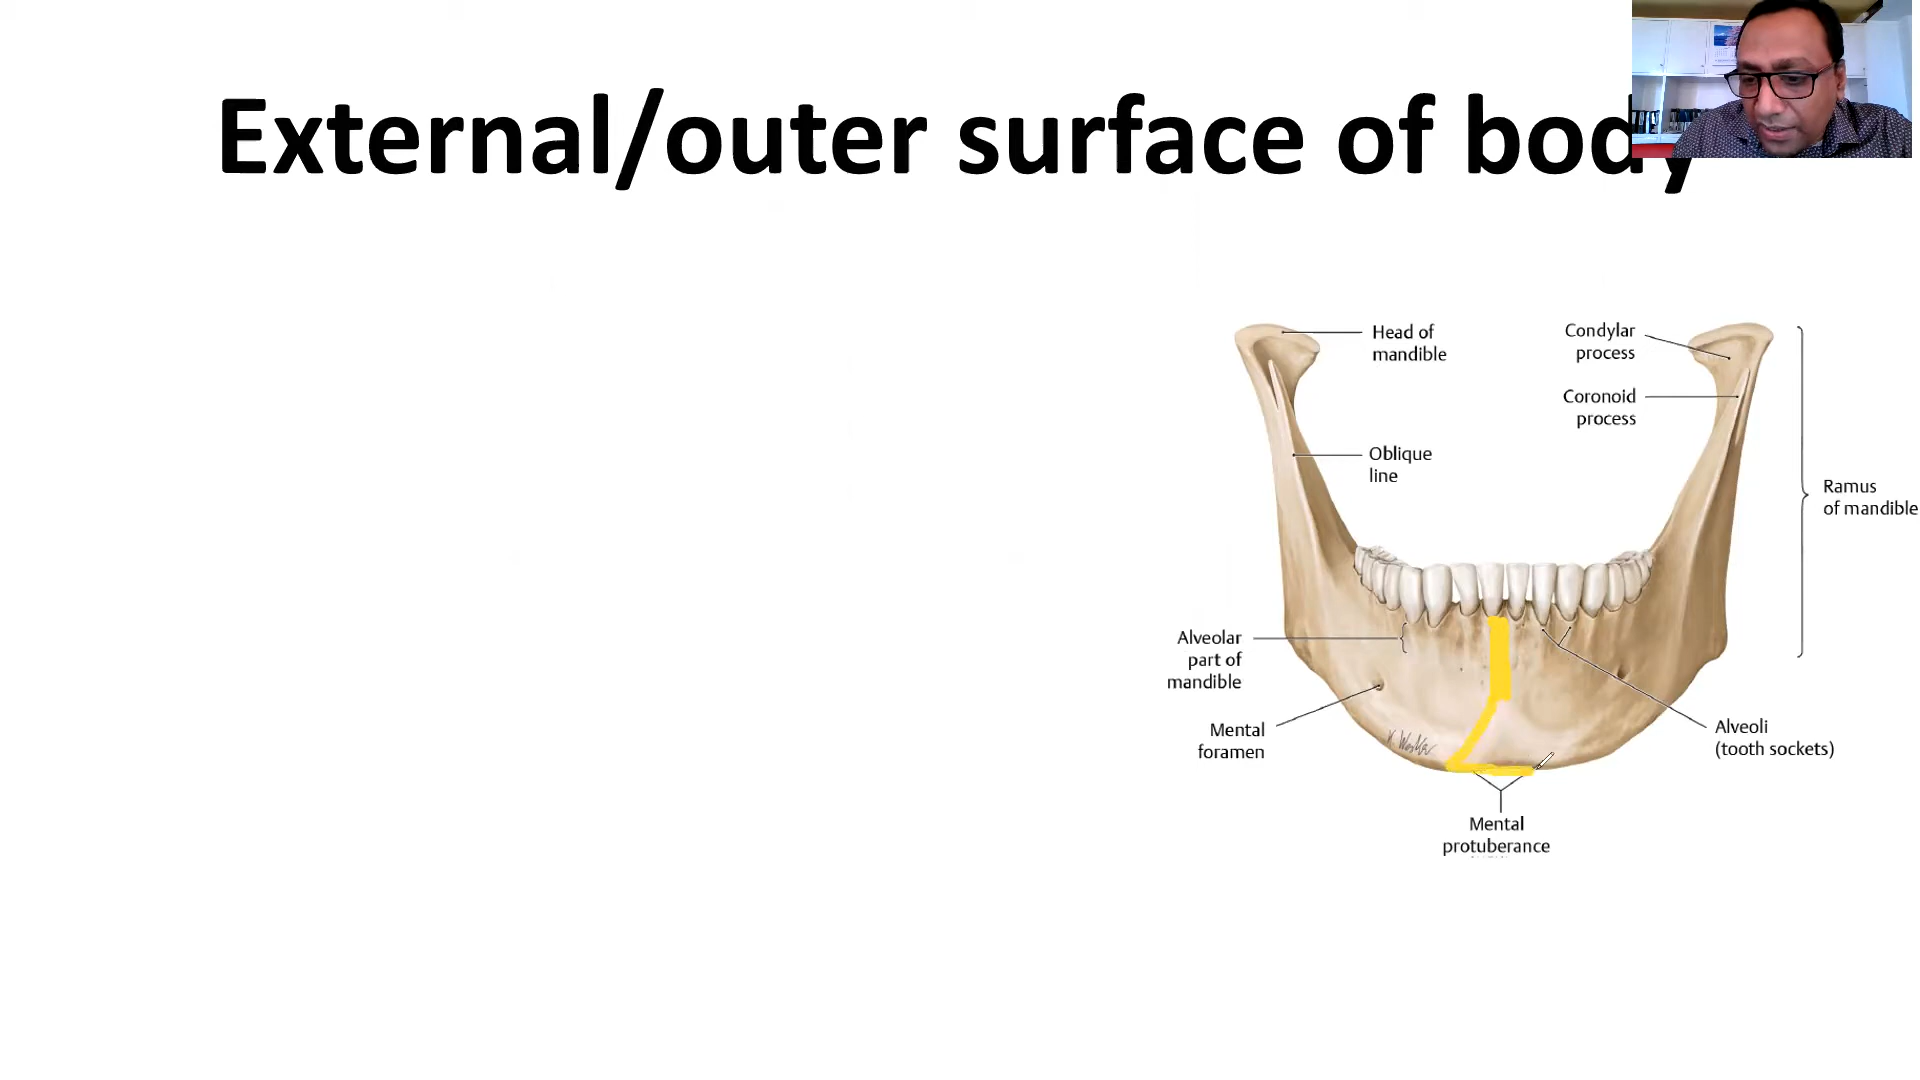 External/outer surface of body
Head of
mandible
Condylar
process
Coronoid
process
Oblique
line
Ramus
of mandible
Alveolar
part of
mandible
Mental
foramen
Alveoli
(tooth sockets)
Mental
protuberance